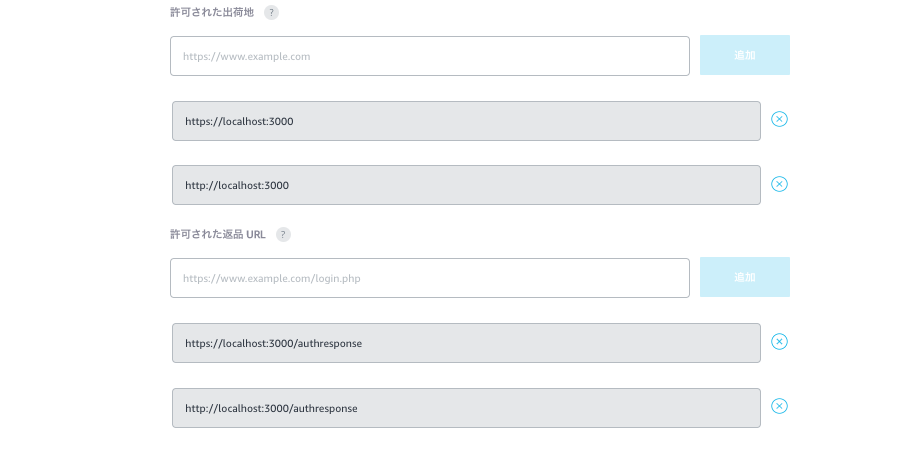 許可された出荷地 ?
https://www.example.com 追加
https://localhost:3000
http://localhost:3000
許可された返品 URL ?
https://www.example.com/login.php 追加
https://localhost:3000/authresponse
http://localhost:3000/authresponse